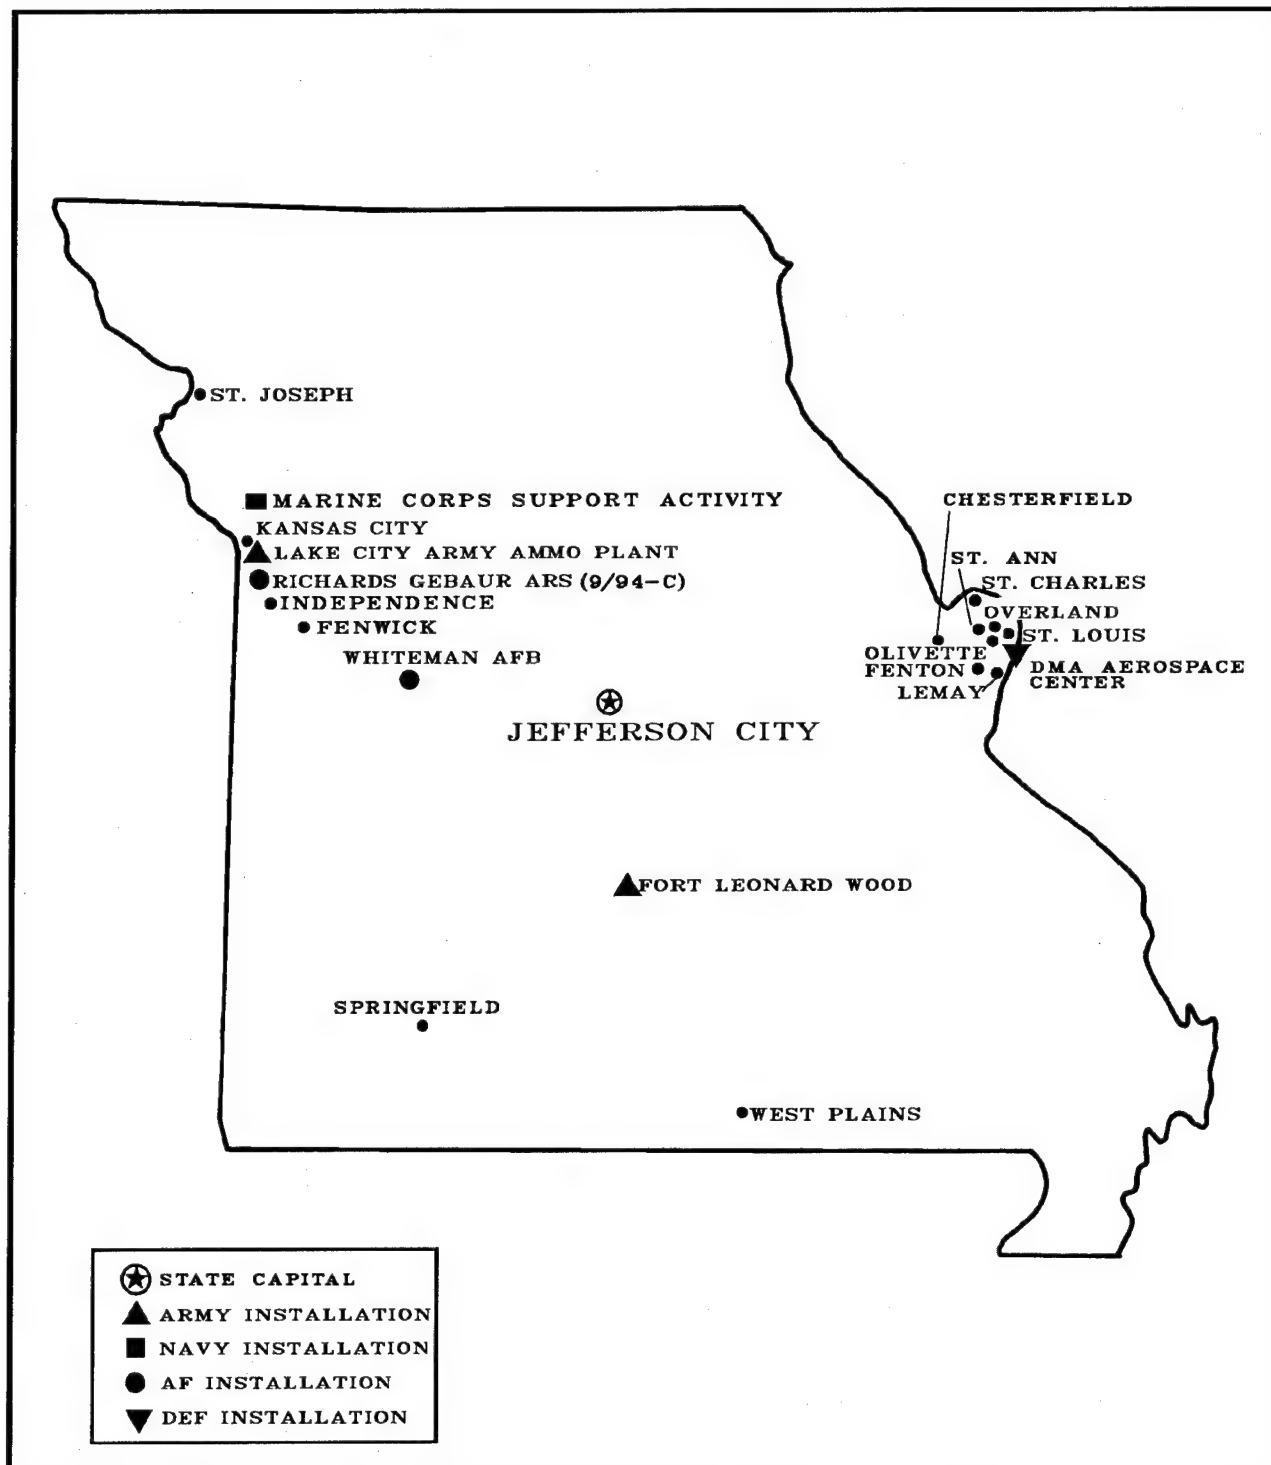 ST. JOSEPH
MARINE CORPS SUPPORT ACTIVITY
KANSAS CITY
LAKE CITY ARMY AMMO PLANT
RICHARDS GEBAUR ARS (9/94-C)
INDEPENDENCE
FENWICK
WHITEMAN AFB
JEFFERSON CITY
CHESTERFIELD
ST. ANN
ST. CHARLES
OVERLAND
ST. LOUIS
OLIVETTE
FENTON
LEMAY
DMA AEROSPACE
CENTER
FORT LEONARD WOOD
SPRINGFIELD
WEST PLAINS
STATE CAPITAL
ARMY INSTALLATION
NAVY INSTALLATION
AF INSTALLATION
DEF INSTALLATION